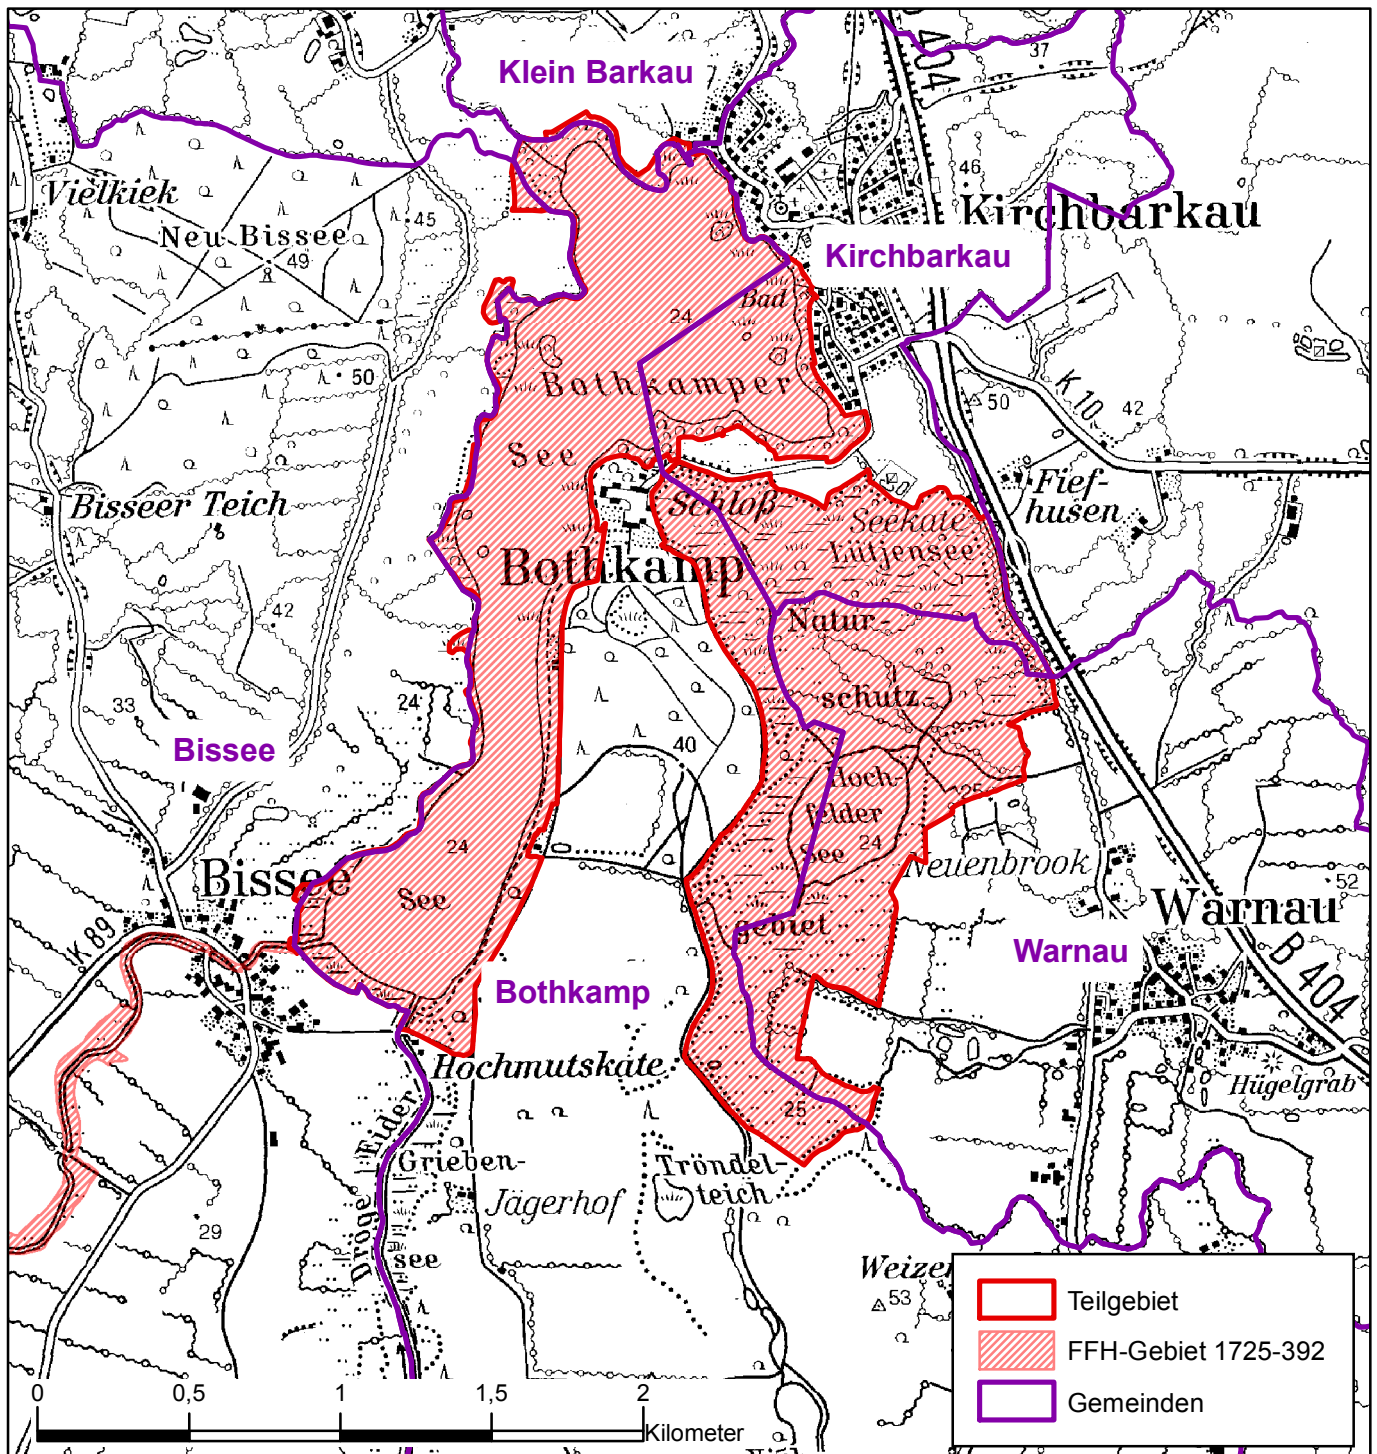 404
37
Klein Barkau
46
Vielkiek
Kirchbarkau
45
Neu Bissee
49
Kirchbarkau
Bad
24
50
Bothkamper
50
K 10
42
See
Bisseer Teich
Schloß
Seekate
Fief-
husen
Lütjensee
Bothkamp
42
Natur-
24
schutz-
33
Bissee
40
Hoch-
25
felder
24
24
See
Neuenbrook
52
Bissee
See
Warnau
gebiet
K 89
Warnau
B 404
Bothkamp
Hochmutskate
Hügelgrab
25
Dröge Eider
Grieben-
see
Tröndel-
teich
Jägerhof
29
Weizen
53
Teilgebiet
FFH-Gebiet 1725-392
Gemeinden
0
0,5
1
1,5
2
Kilometer